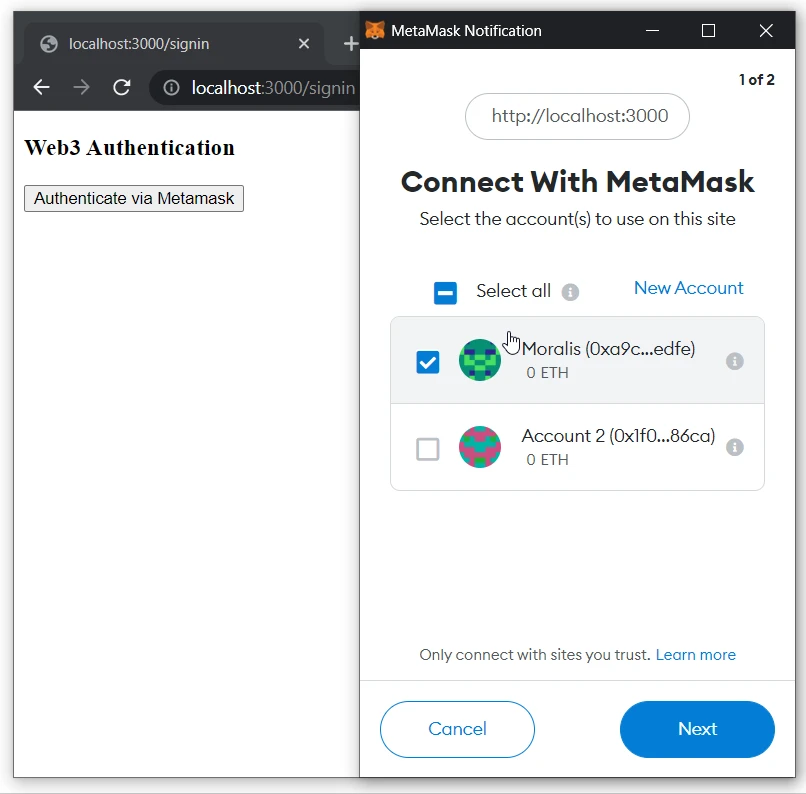 localhost:3000/signin
localhost:3000/signin
Web3 Authentication
Authenticate via Metamask
MetaMask Notification
1 of 2
http://localhost:3000
Connect With MetaMask
Select the account(s) to use on this site
Select all
New Account
Moralis (0xa9c...edfe)
0 ETH
Account 2 (0x1f0...86ca)
0 ETH
Only connect with sites you trust. Learn more
Cancel
Next